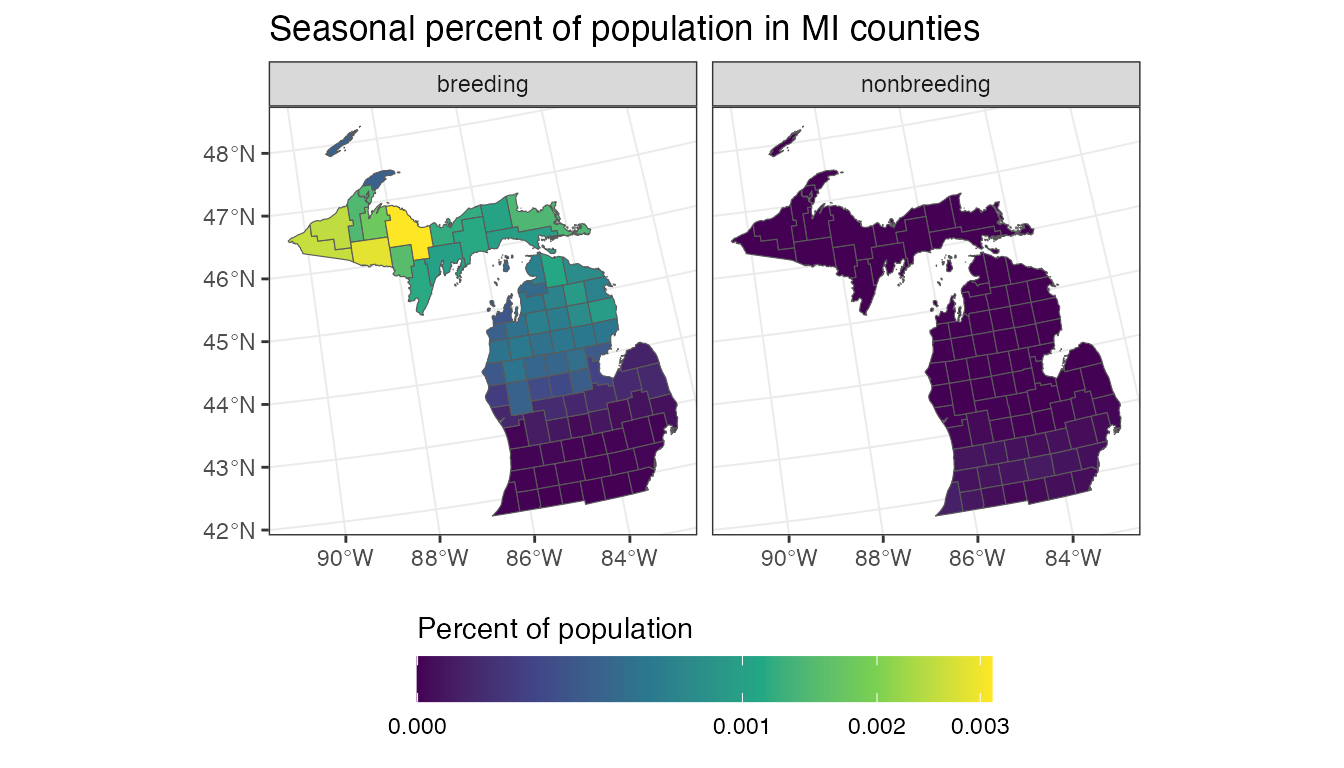 Seasonal percent of population in MI counties
breeding
nonbreeding
48°N
47°N
46°N
45°N
44°N
43°N
42°N
90°W 88°W 86°W 84°W
90°W 88°W 86°W 84°W
Percent of population
0.000 0.001 0.002 0.003